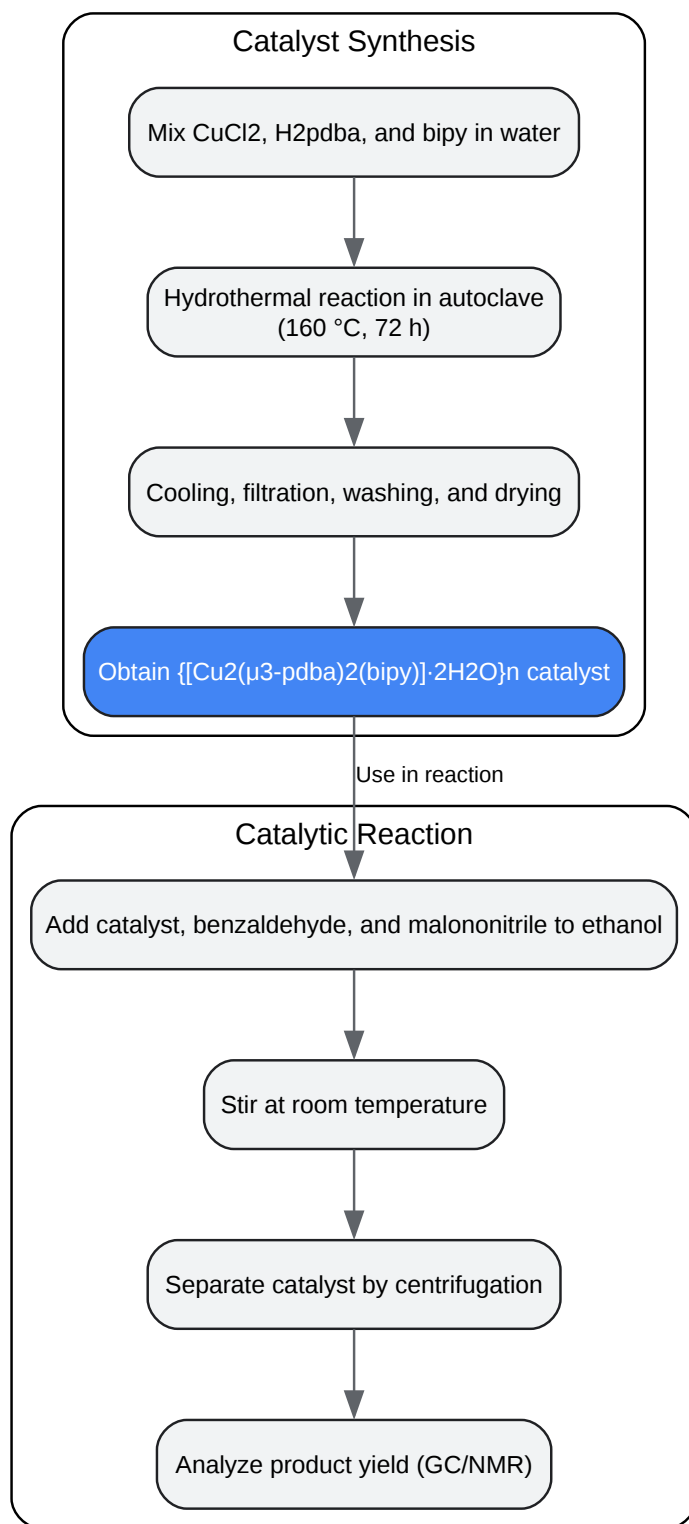 Catalyst Synthesis
Mix CuCl2, H2pdba, and bipy in water
Hydrothermal reaction in autoclave
(160 °C, 72 h)
Cooling, filtration, washing, and drying
Obtain {[Cu2(μ3-pdba)2(bipy)]·2H2O}n catalyst
Use in reaction
Catalytic Reaction
Add catalyst, benzaldehyde, and malononitrile to ethanol
Stir at room temperature
Separate catalyst by centrifugation
Analyze product yield (GC/NMR)